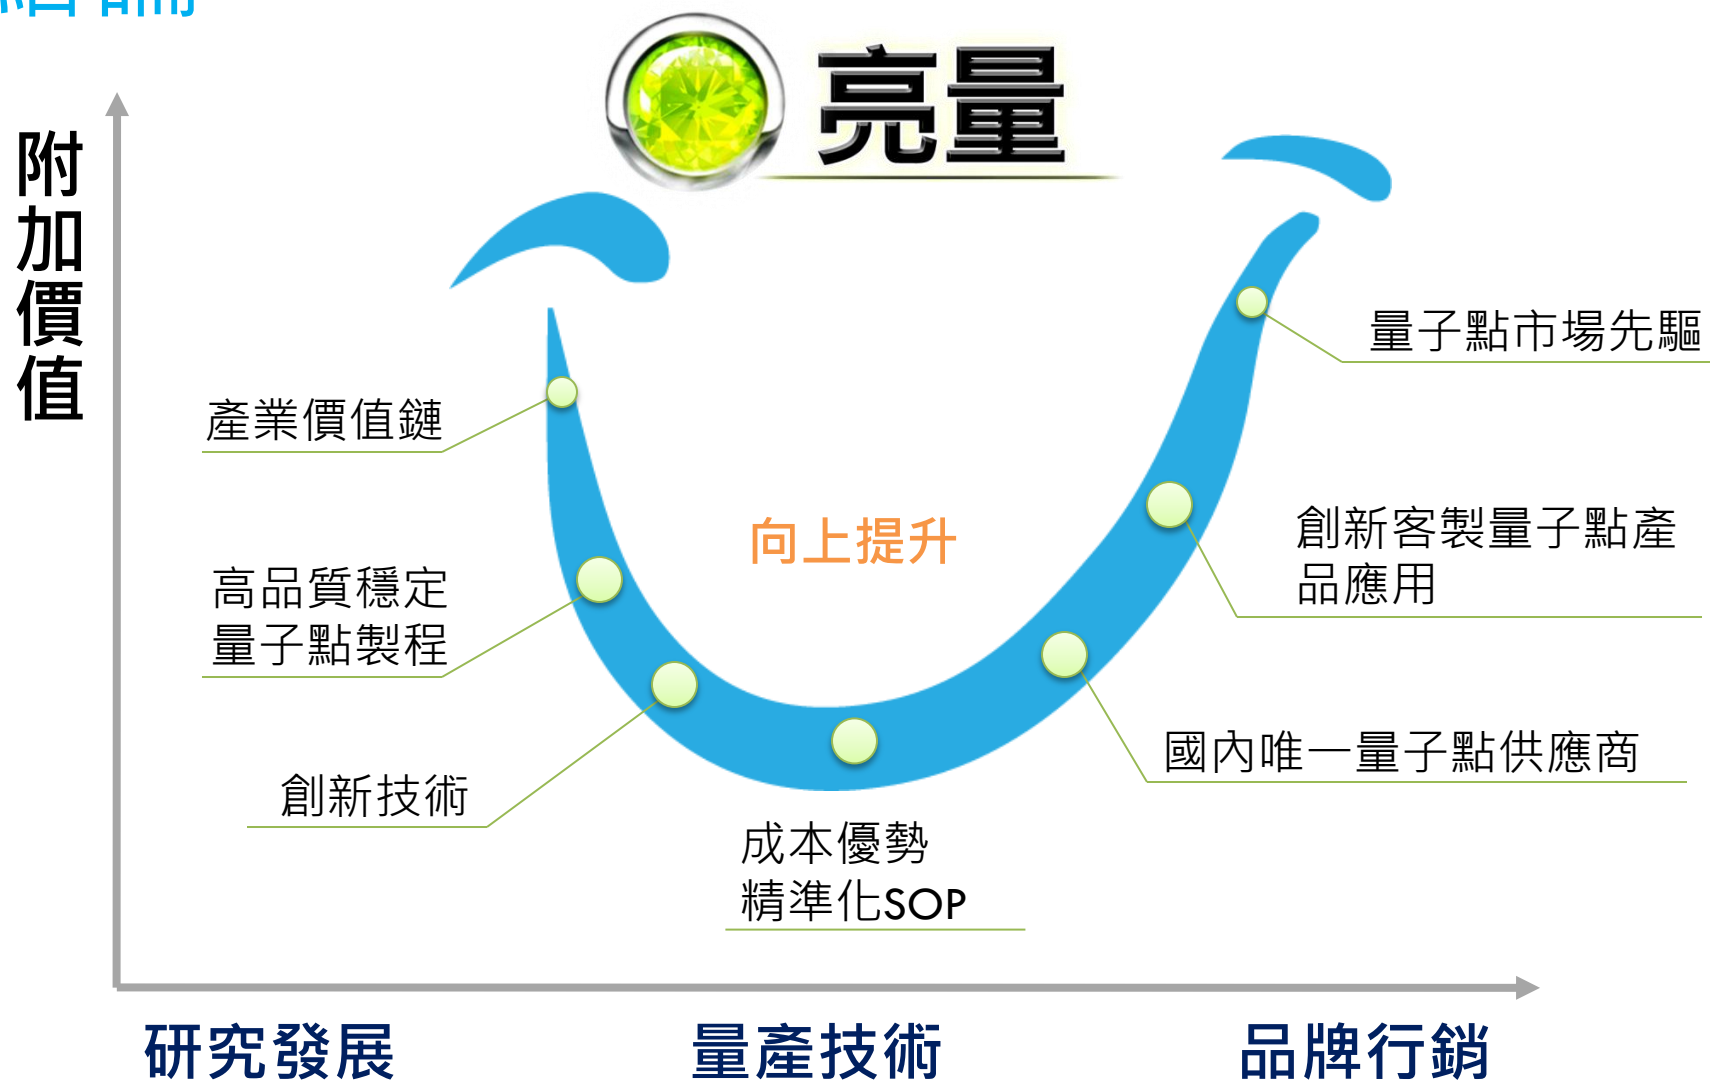 結論
亮量
附加價值
量子點市場先驅
產業價值鏈
創新客製量子點產
品應用
向上提升
高品質穩定
量子點製程
國內唯一量子點供應商
創新技術
成本優勢
精準化SOP
研究發展
量產技術
品牌行銷